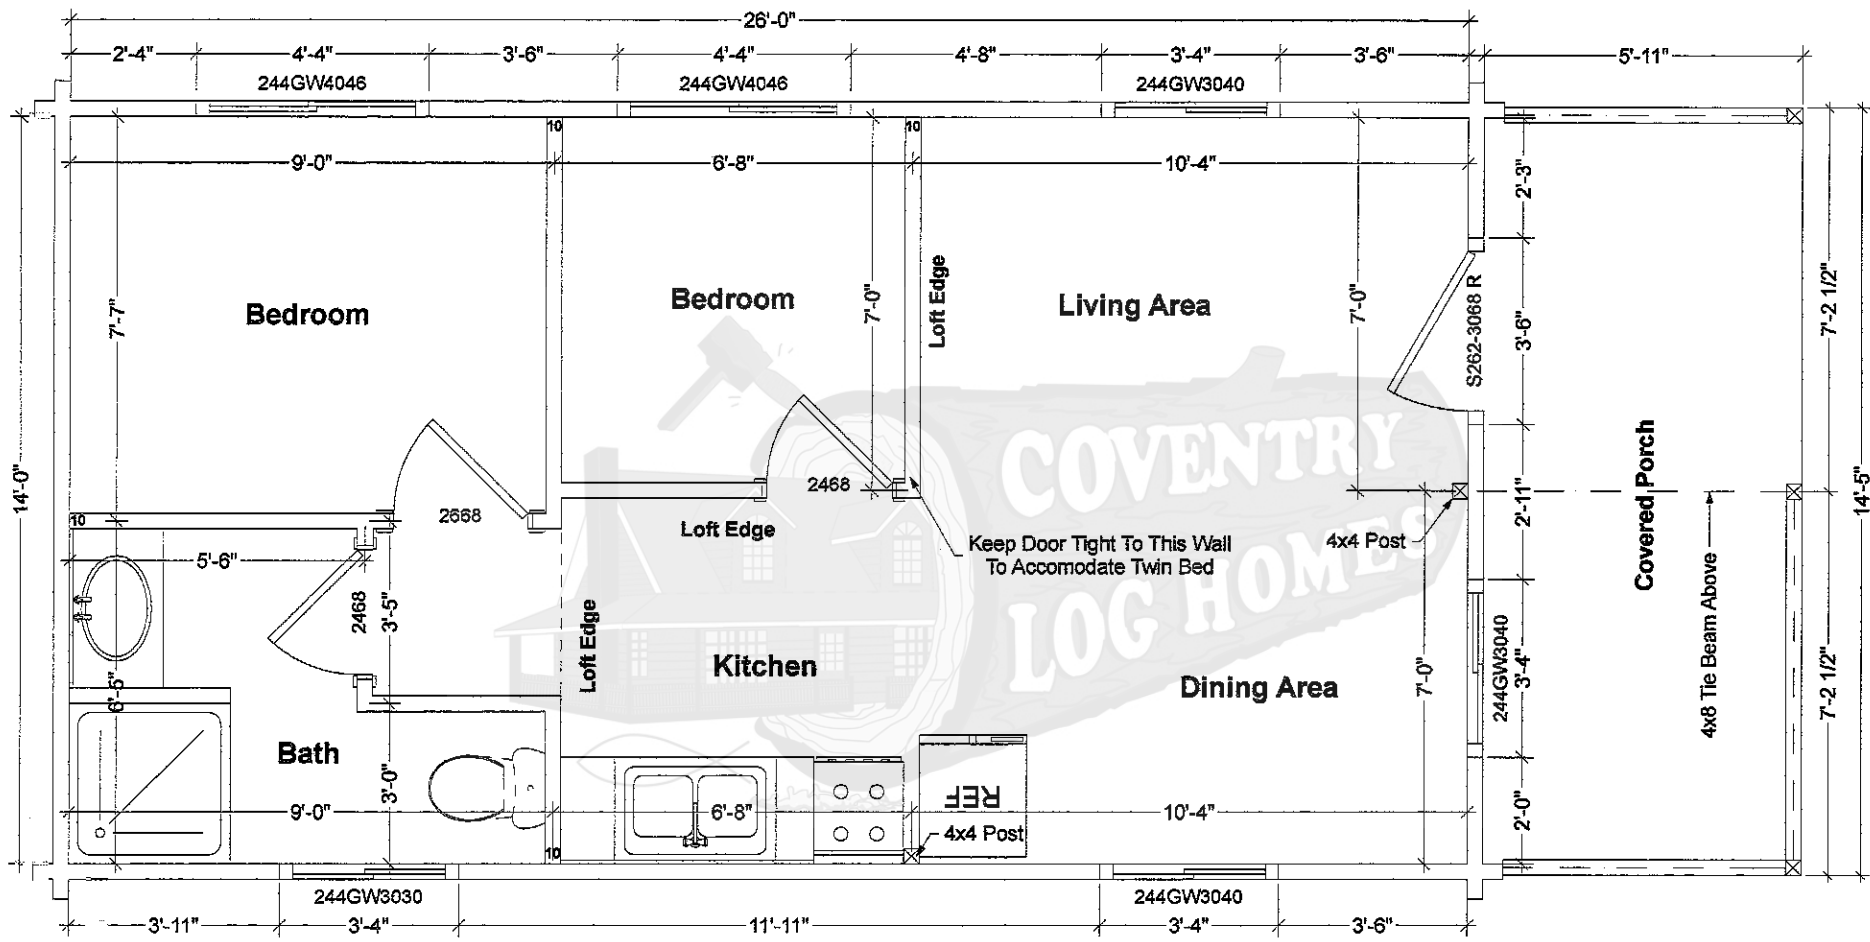 26'-0"
2'-4"
4'-4"
3'-6"
4'-4"
4'-8"
3'-4"
3'-6"
5'-11"
244GW4046
244GW4046
244GW3040
10
10
9'-0"
6'-8"
10'-4"
2'-3"
Bedroom
Bedroom
Living Area
7'-7"
7'-0"
Loft Edge
7'-0"
S262-3068 R
3'-6"
7'-2 1/2"
COVENTRY
LOG HOMES
14'-0"
2468
2668
10
Loft Edge
Keep Door Tight To This Wall
To Accomodate Twin Bed
4x4 Post
2'-11"
Covered Porch
14'-5"
5'-6"
2468
3'-5"
Loft Edge
Kitchen
Dining Area
7'-0"
244GW3040
3'-4"
4x8 Tie Beam Above
7'-2 1/2"
6'-5"
Bath
3'-0"
REF
9'-0"
6'-8"
10'-4"
2'-0"
4x4 Post
10
244GW3030
244GW3040
3'-11"
3'-4"
11'-11"
3'-4"
3'-6"